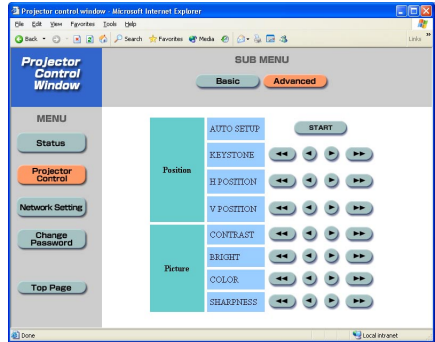 Projector control window - Microsoft Internet Explorer
File Edit View Favorites Tools Help
Back Search Favorites Media Links
Projector
Control
Window
SUB MENU
Basic Advanced
MENU
Status
Projector
Control
Network Setting
Change
Password
Top Page
Position
AUTO SETUP START
KEYSTONE
H POSITION
V POSITION
Picture
CONTRAST
BRIGHT
COLOR
SHARPNESS
Done Local intranet